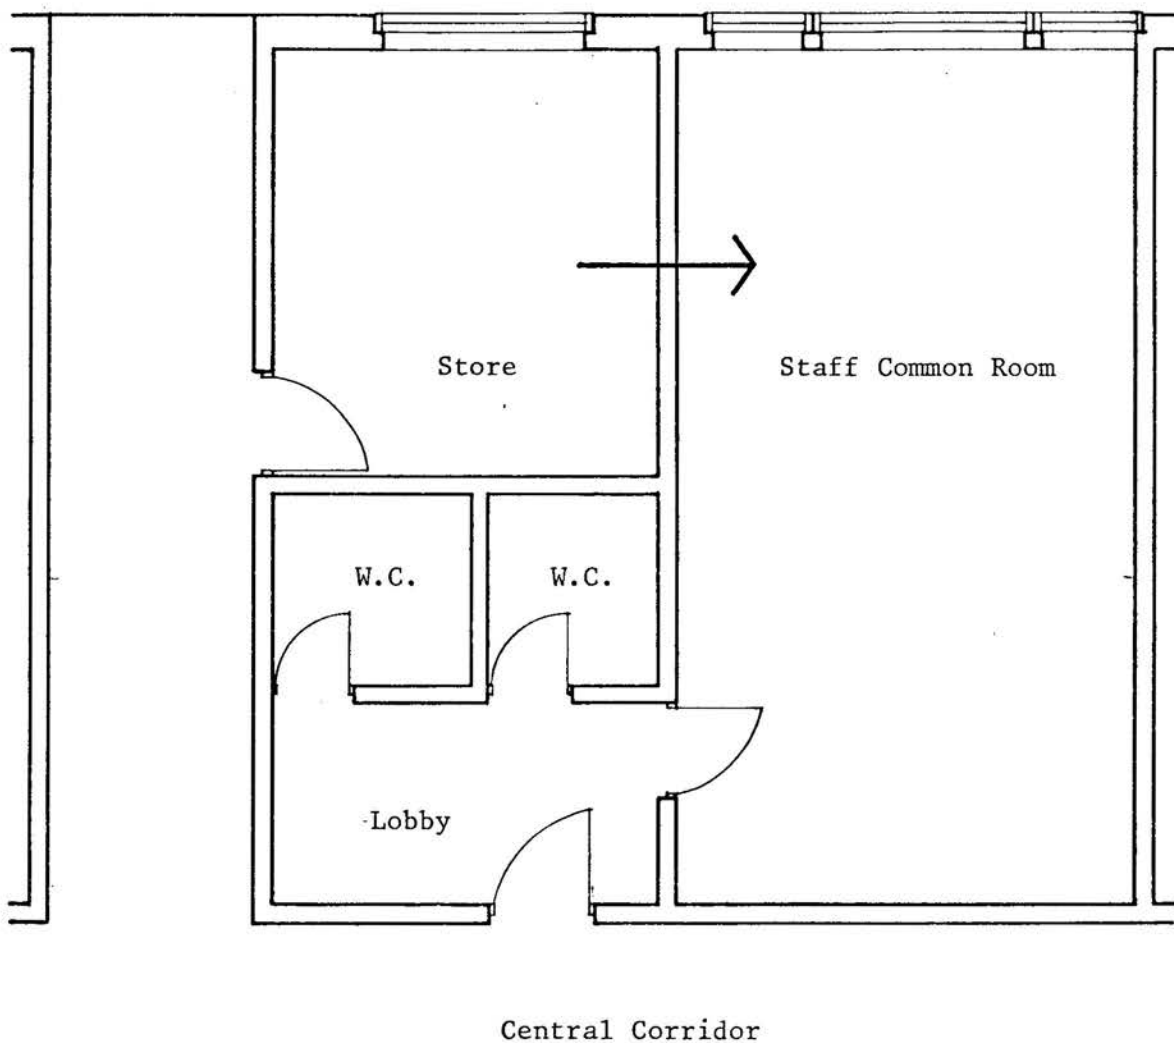 Store
Staff Common Room
W.C.
W.C.
Lobby
Central Corridor